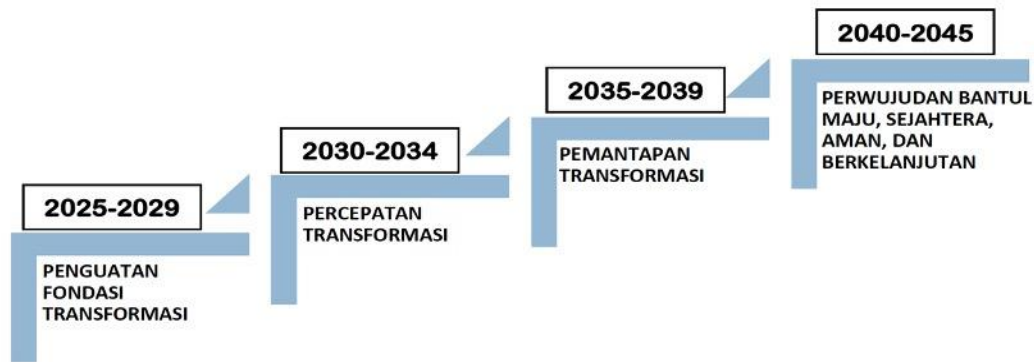 2025-2029
PENGUATAN
FONDASI
TRANSFORMASI
2030-2034
PERCEPATAN
TRANSFORMASI
2035-2039
PEMANTAPAN
TRANSFORMASI
2040-2045
PERWUJUDAN BANTUL
MAJU, SEJAHTERA,
AMAN, DAN
BERKELANJUTAN